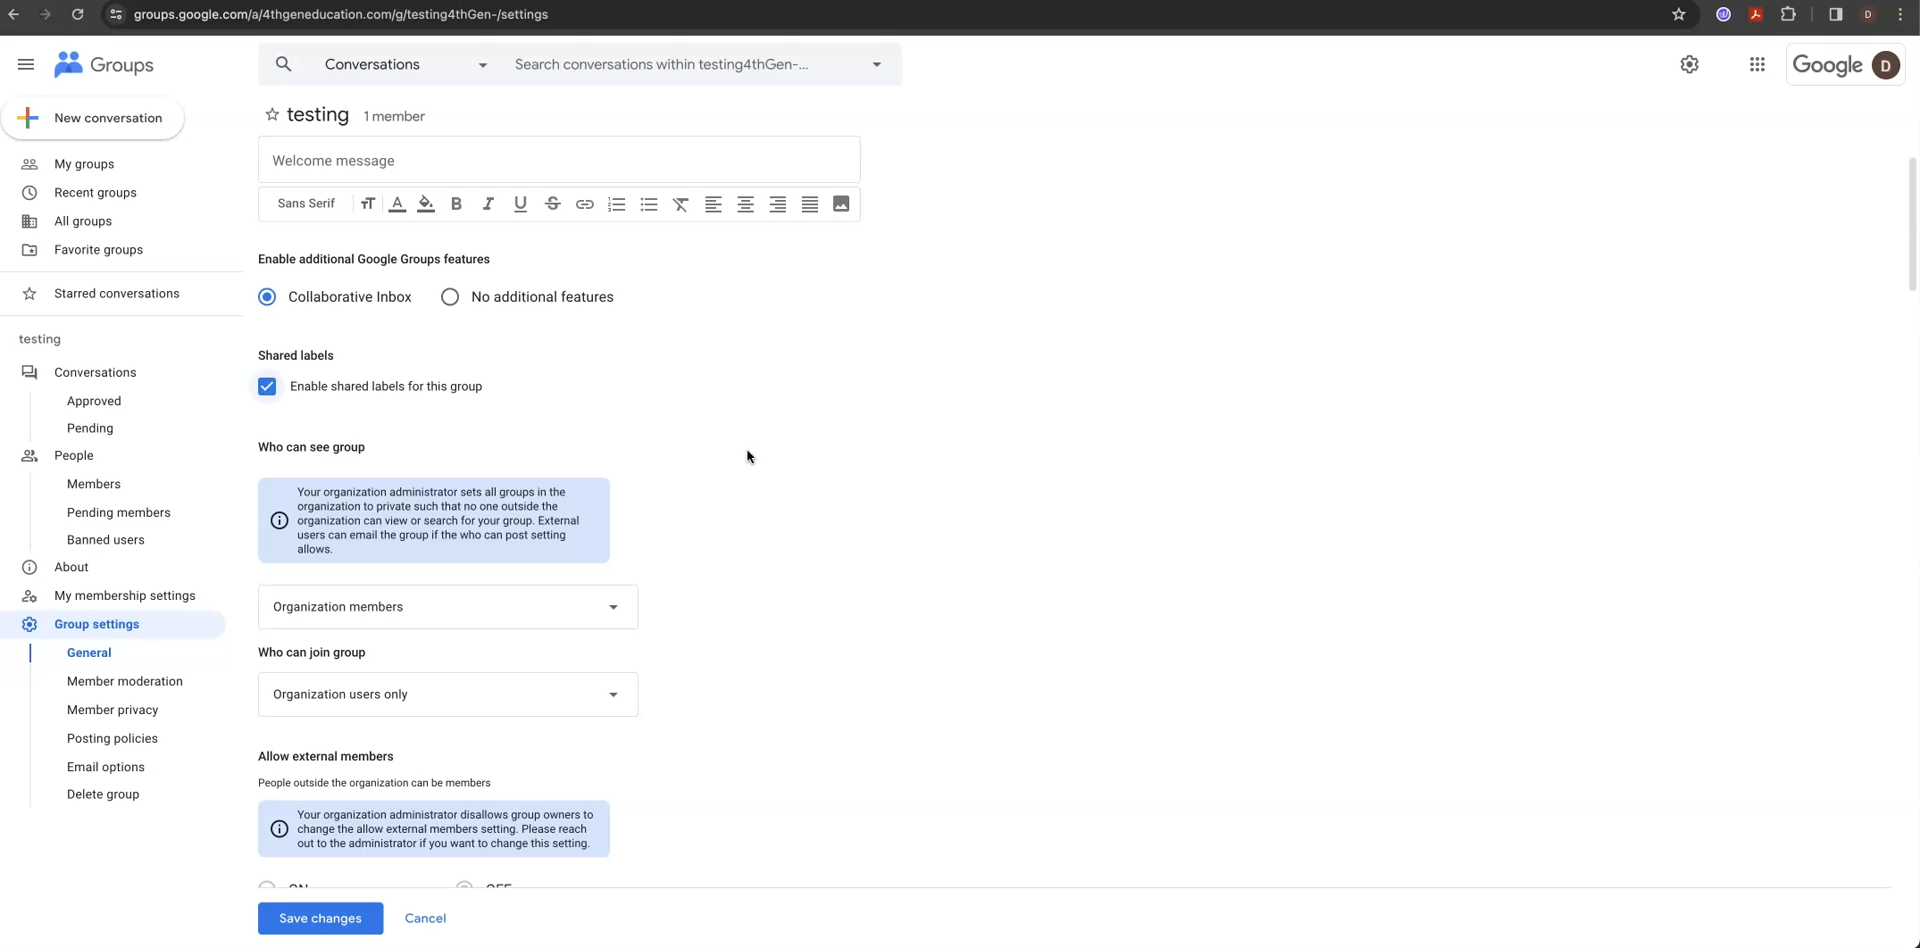 groups.google.com/a/4thgeneducation.com/g/testing4thGen-/settings
D
Groups
Conversations
Search conversations within testing4thGen-...
Google
D
New conversation
My groups
Recent groups
All groups
Favorite groups
Starred conversations
testing
Conversations
Approved
Pending
People
Members
Pending members
Banned users
About
My membership settings
Group settings
General
Member moderation
Member privacy
Posting policies
Email options
Delete group
testing 1 member
Welcome message
Sans Serif
Enable additional Google Groups features
Collaborative Inbox
No additional features
Shared labels
Enable shared labels for this group
Who can see group
Your organization administrator sets all groups in the
organization to private such that no one outside the
organization can view or search for your group. External
users can email the group if the who can post setting
allows.
Organization members
Who can join group
Organization users only
Allow external members
People outside the organization can be members
Your organization administrator disallows group owners to
change the allow external members setting. Please reach
out to the administrator if you want to change this setting.
ON
OFF
Save changes
Cancel